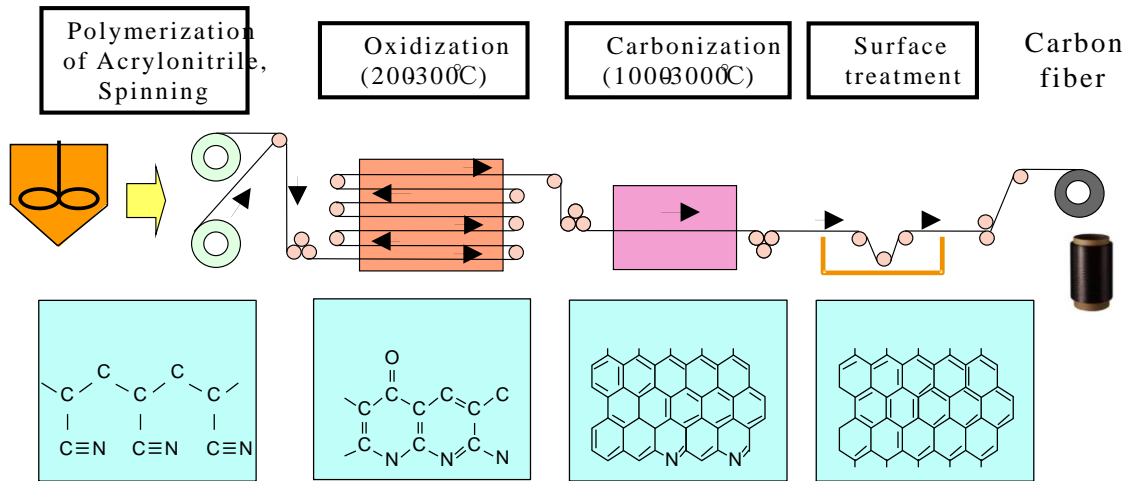 Polymerization
of Acrylonitrile,
Spinning
Oxidization
(200-300℃)
Carbonization
(1000-3000℃)
Surface
treatment
Carbon
fiber
C C
C C C
C≡N C≡N C≡N
O
C
C C C
C C C
C C C
N N N
N N